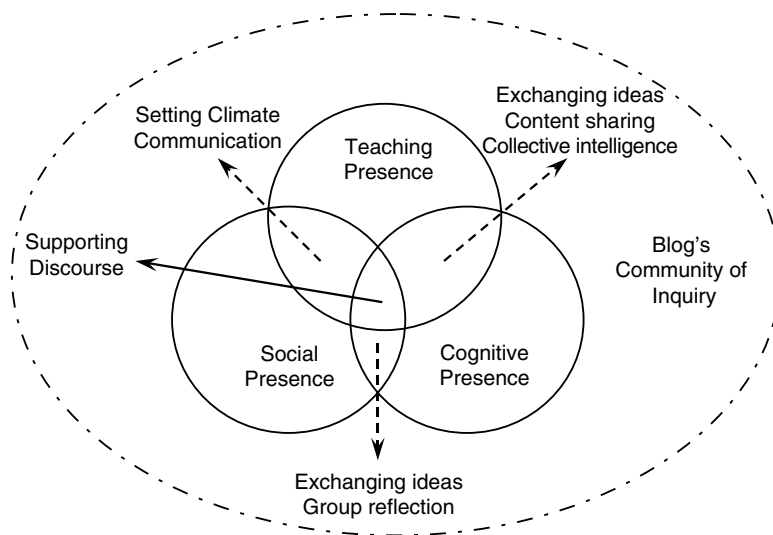 Setting Climate
Communication
Exchanging ideas
Content sharing
Collective intelligence
Teaching
Presence
Supporting
Discourse
Blog's
Community of
Inquiry
Social
Presence
Cognitive
Presence
Exchanging ideas
Group reflection